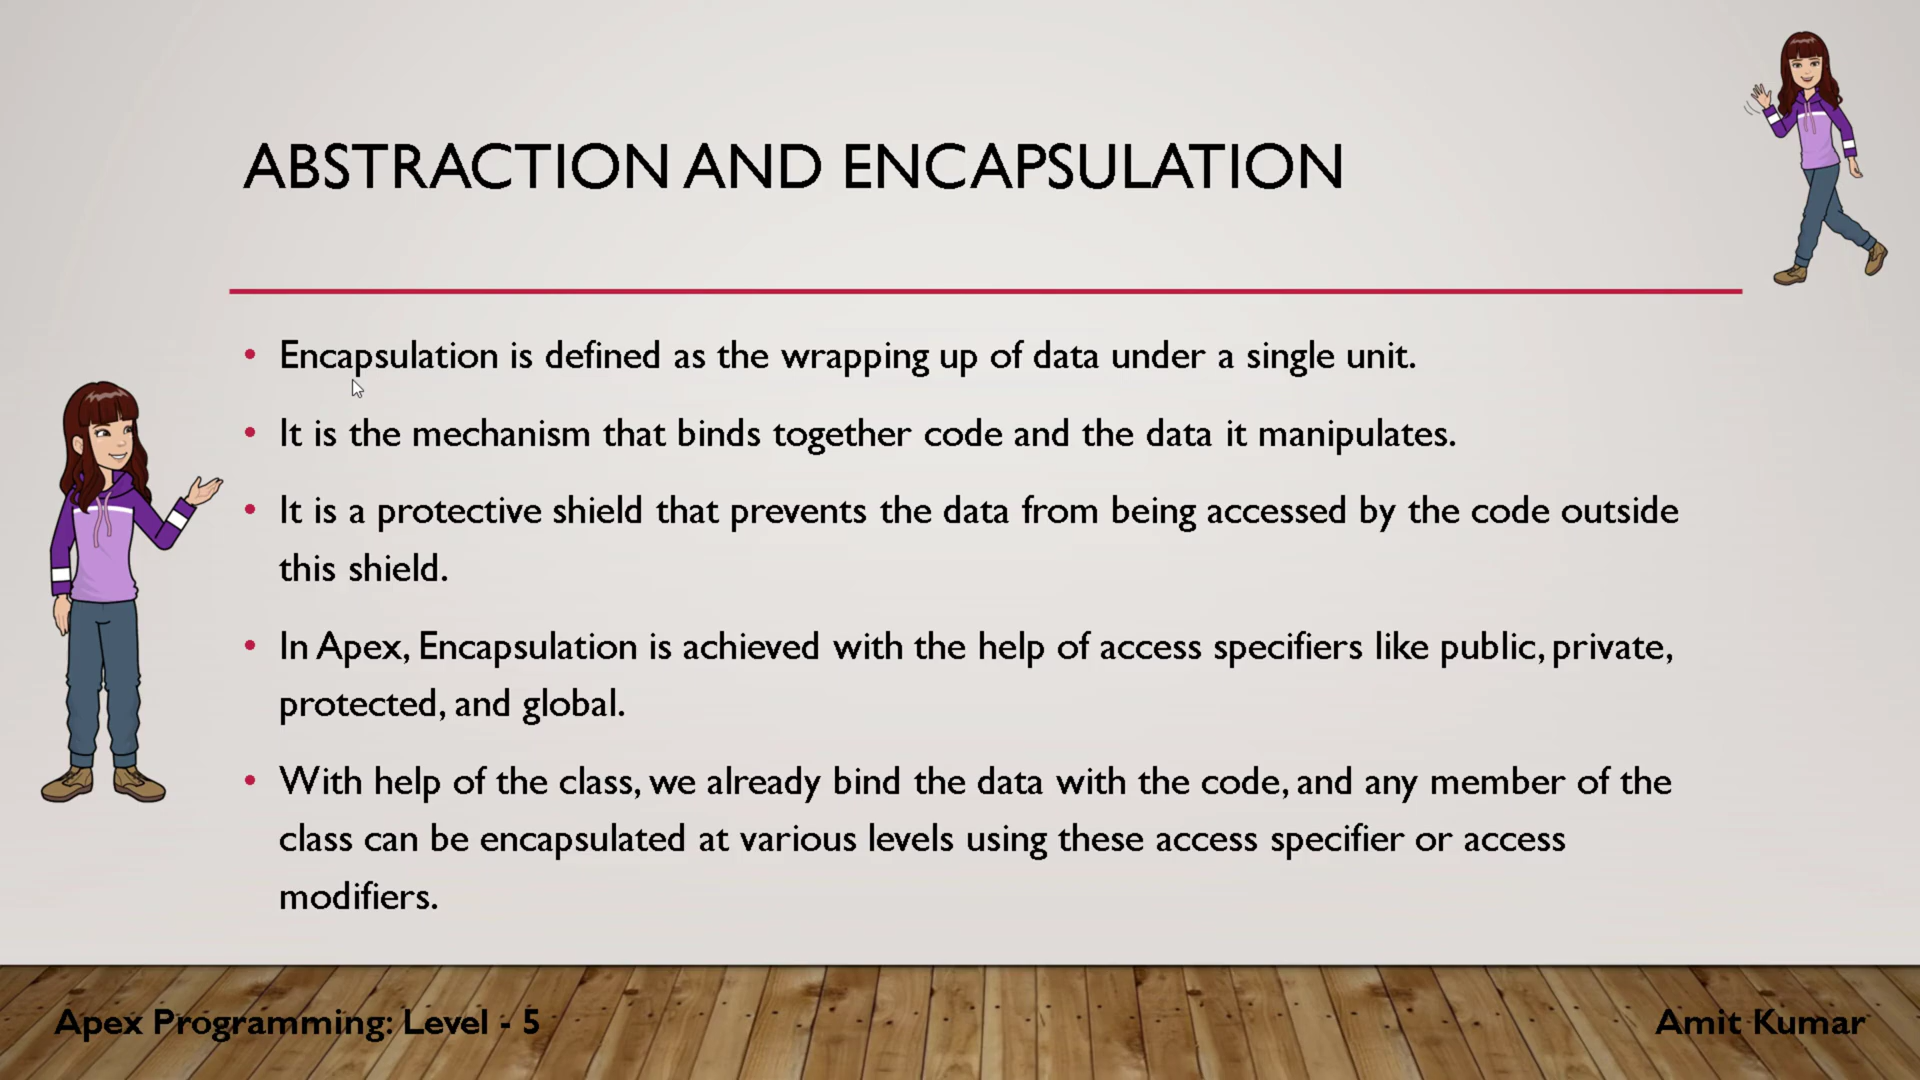 ABSTRACTION AND ENCAPSULATION
• Encapsulation is defined as the wrapping up of data under a single unit.
• It is the mechanism that binds together code and the data it manipulates.
• It is a protective shield that prevents the data from being accessed by the code outside
this shield.
• In Apex, Encapsulation is achieved with the help of access specifiers like public, private,
protected, and global.
• With help of the class, we already bind the data with the code, and any member of the
class can be encapsulated at various levels using these access specifier or access
modifiers.
Apex Programming: Level - 5
Amit Kumar